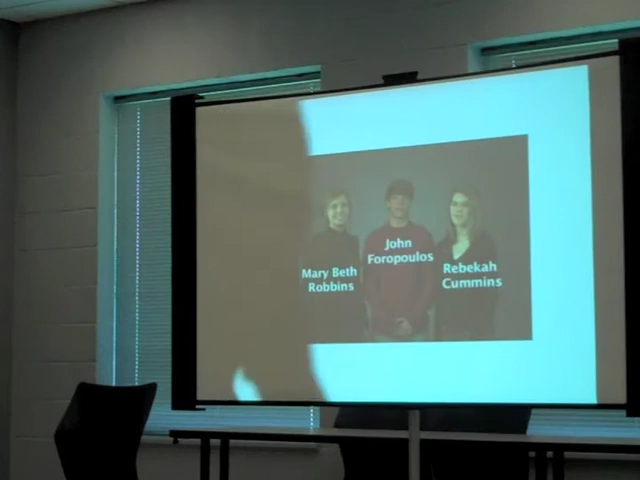 John
Foropoulos
Mary Beth
Robbins
Rebekah
Cummins